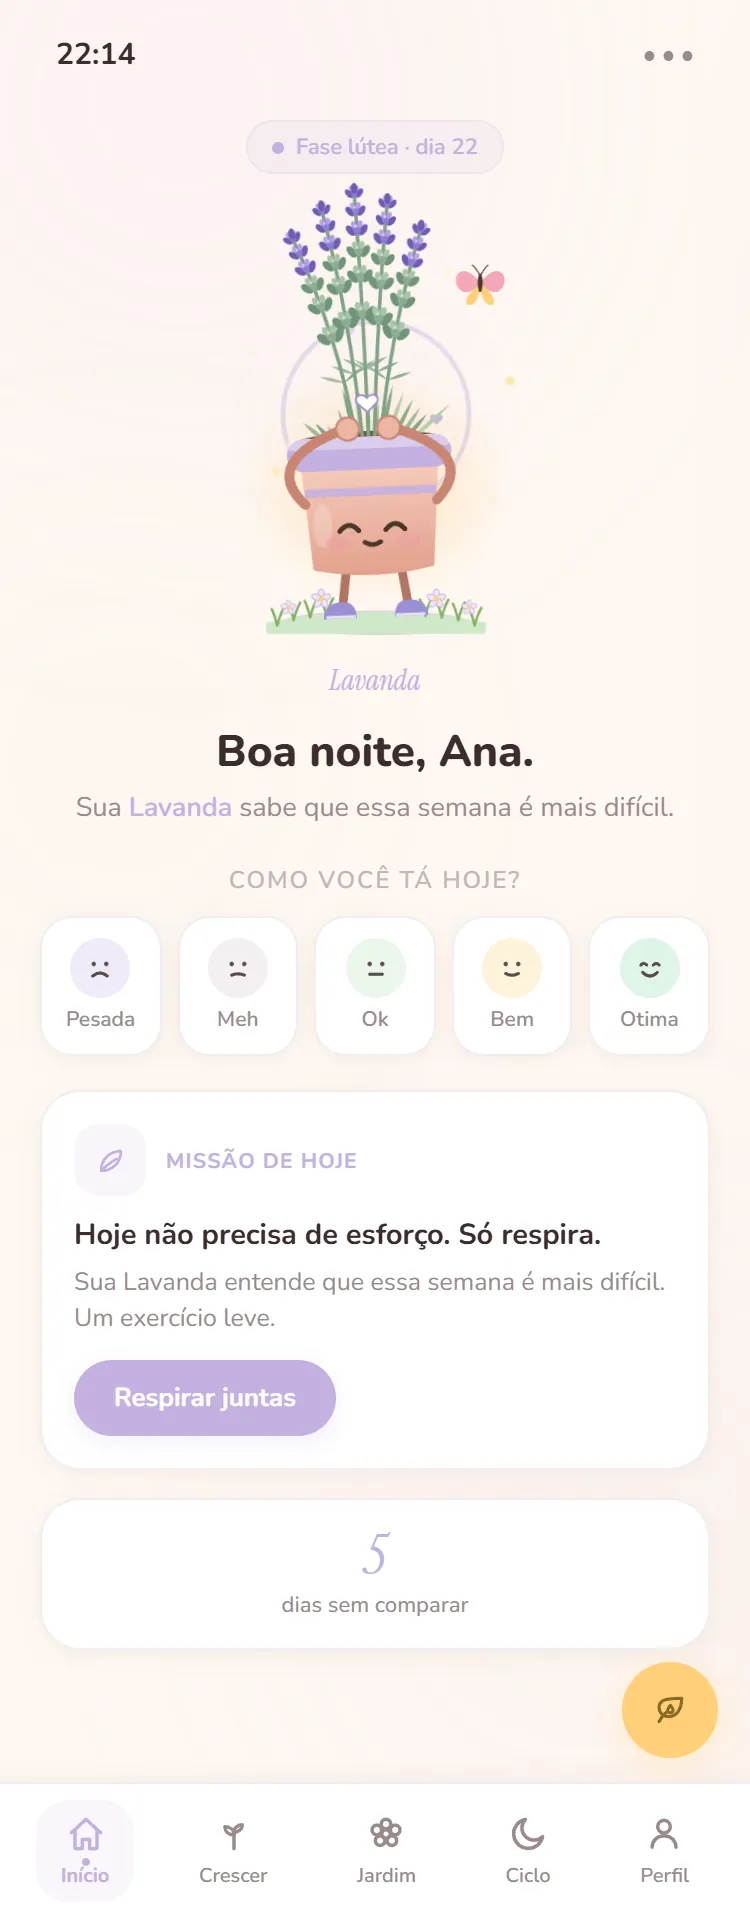 22:14
Fase lútea · dia 22
Lavanda
Boa noite, Ana.
Sua Lavanda sabe que essa semana é mais difícil.
COMO VOCÊ TÁ HOJE?
Pesada
Meh
Ok
Bem
Otima
MISSÃO DE HOJE
Hoje não precisa de esforço. Só respira.
Sua Lavanda entende que essa semana é mais difícil.
Um exercício leve.
Respirar juntas
5
dias sem comparar
Início
Crescer
Jardim
Ciclo
Perfil